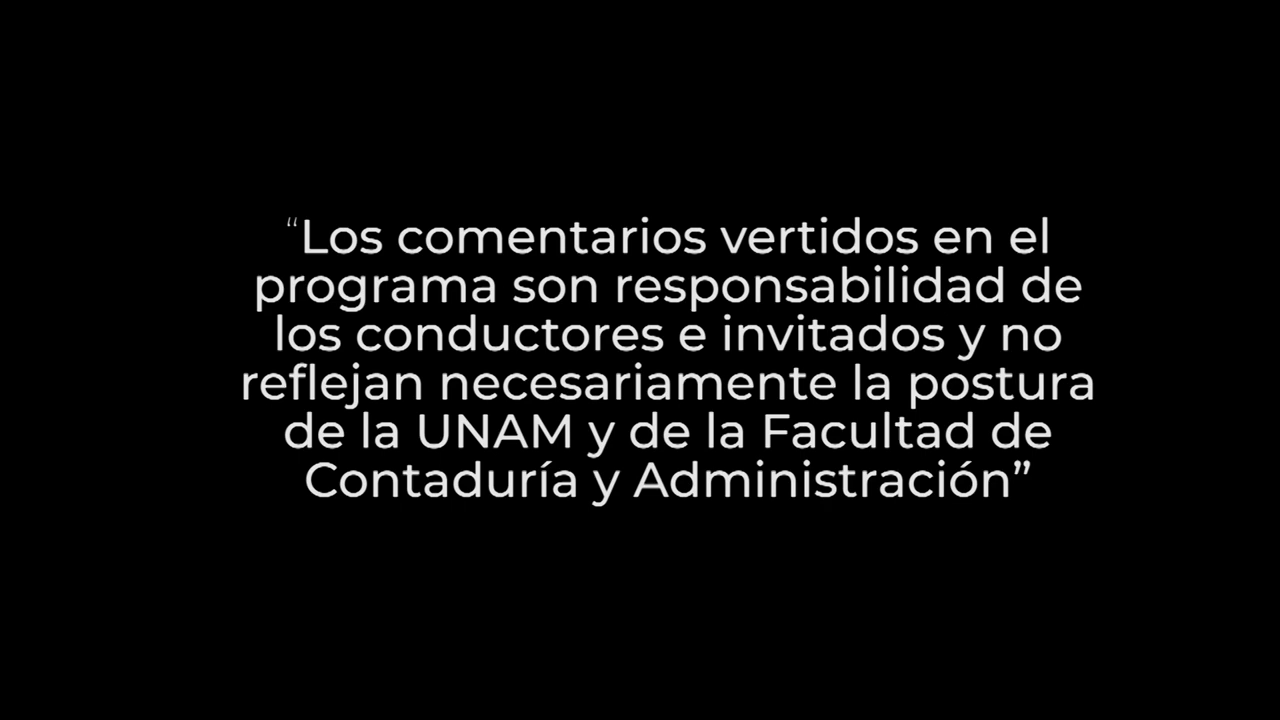 “Los comentarios vertidos en el
programa son responsabilidad de
los conductores e invitados y no
reflejan necesariamente la postura
de la UNAM y de la Facultad de
Contaduría y Administración”